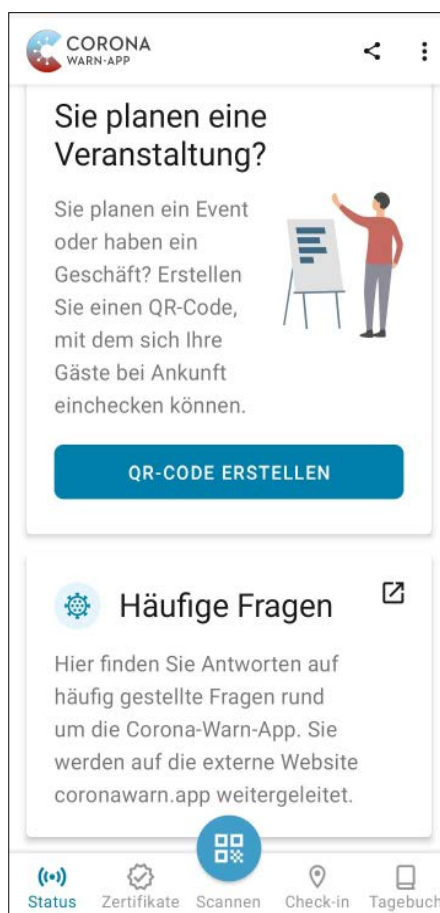 CORONA
WARN-APP
Sie planen eine
Veranstaltung?
Sie planen ein Event
oder haben ein
Geschäft? Erstellen
Sie einen QR-Code,
mit dem sich Ihre
Gäste bei Ankunft
einchecken können.
QR-CODE ERSTELLEN
Häufige Fragen
Hier finden Sie Antworten auf
häufig gestellte Fragen rund
um die Corona-Warn-App. Sie
werden auf die externe Website
coronawarn.app weitergeleitet.
Status Zertifikate Scannen Check-in Tagebuch